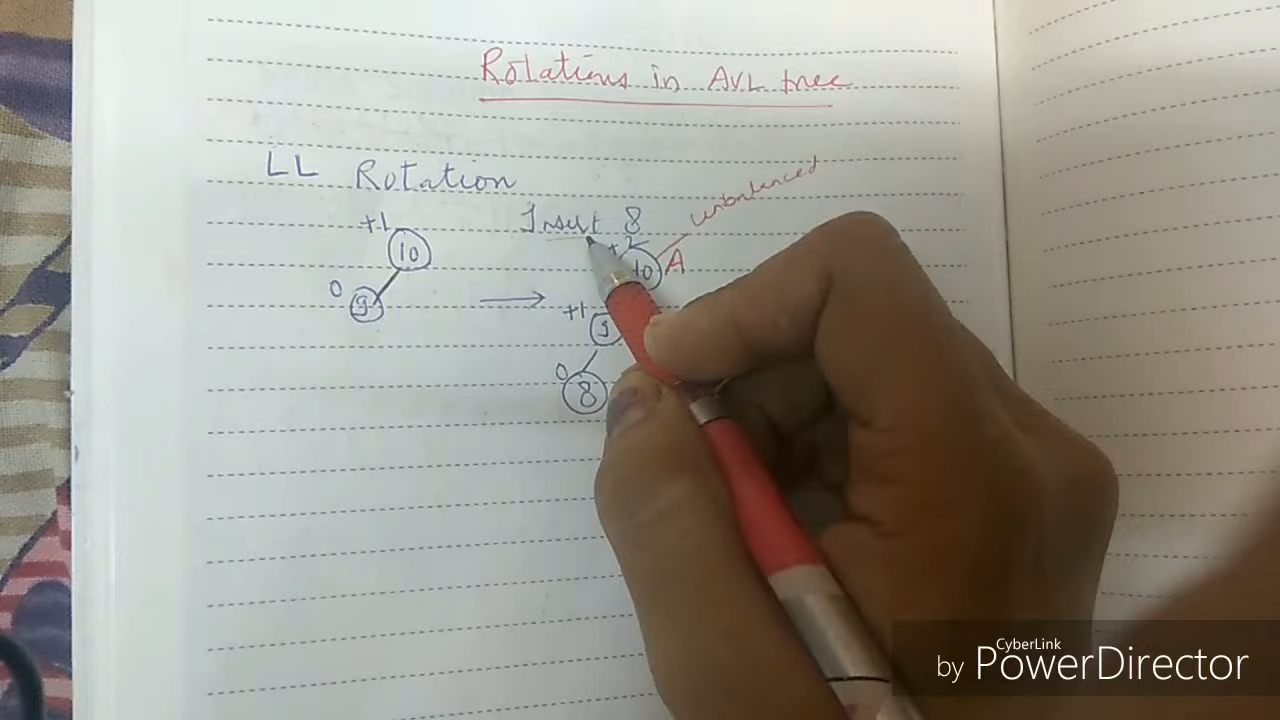 Rotations in AVL tree
LL Rotation
Insert 8
unbalanced
+1
10
0
9
+2
10 A
+1
9
0
8
CyberLink
by PowerDirector